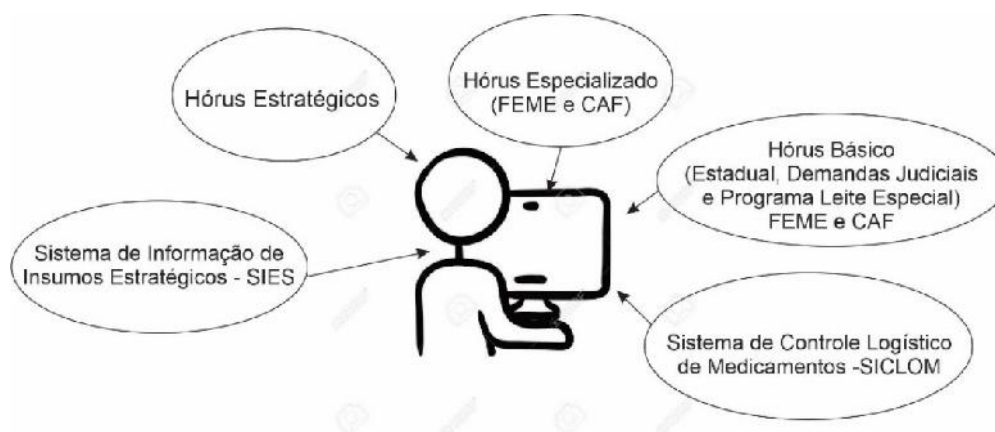 Hórus Estratégicos
Hórus Especializado
(FEME e CAF)
Hórus Básico
(Estadual, Demandas Judiciais
e Programa Leite Especial)
FEME e CAF
Sistema de Informação de
Insumos Estratégicos - SIES
Sistema de Controle Logístico
de Medicamentos -SICLOM